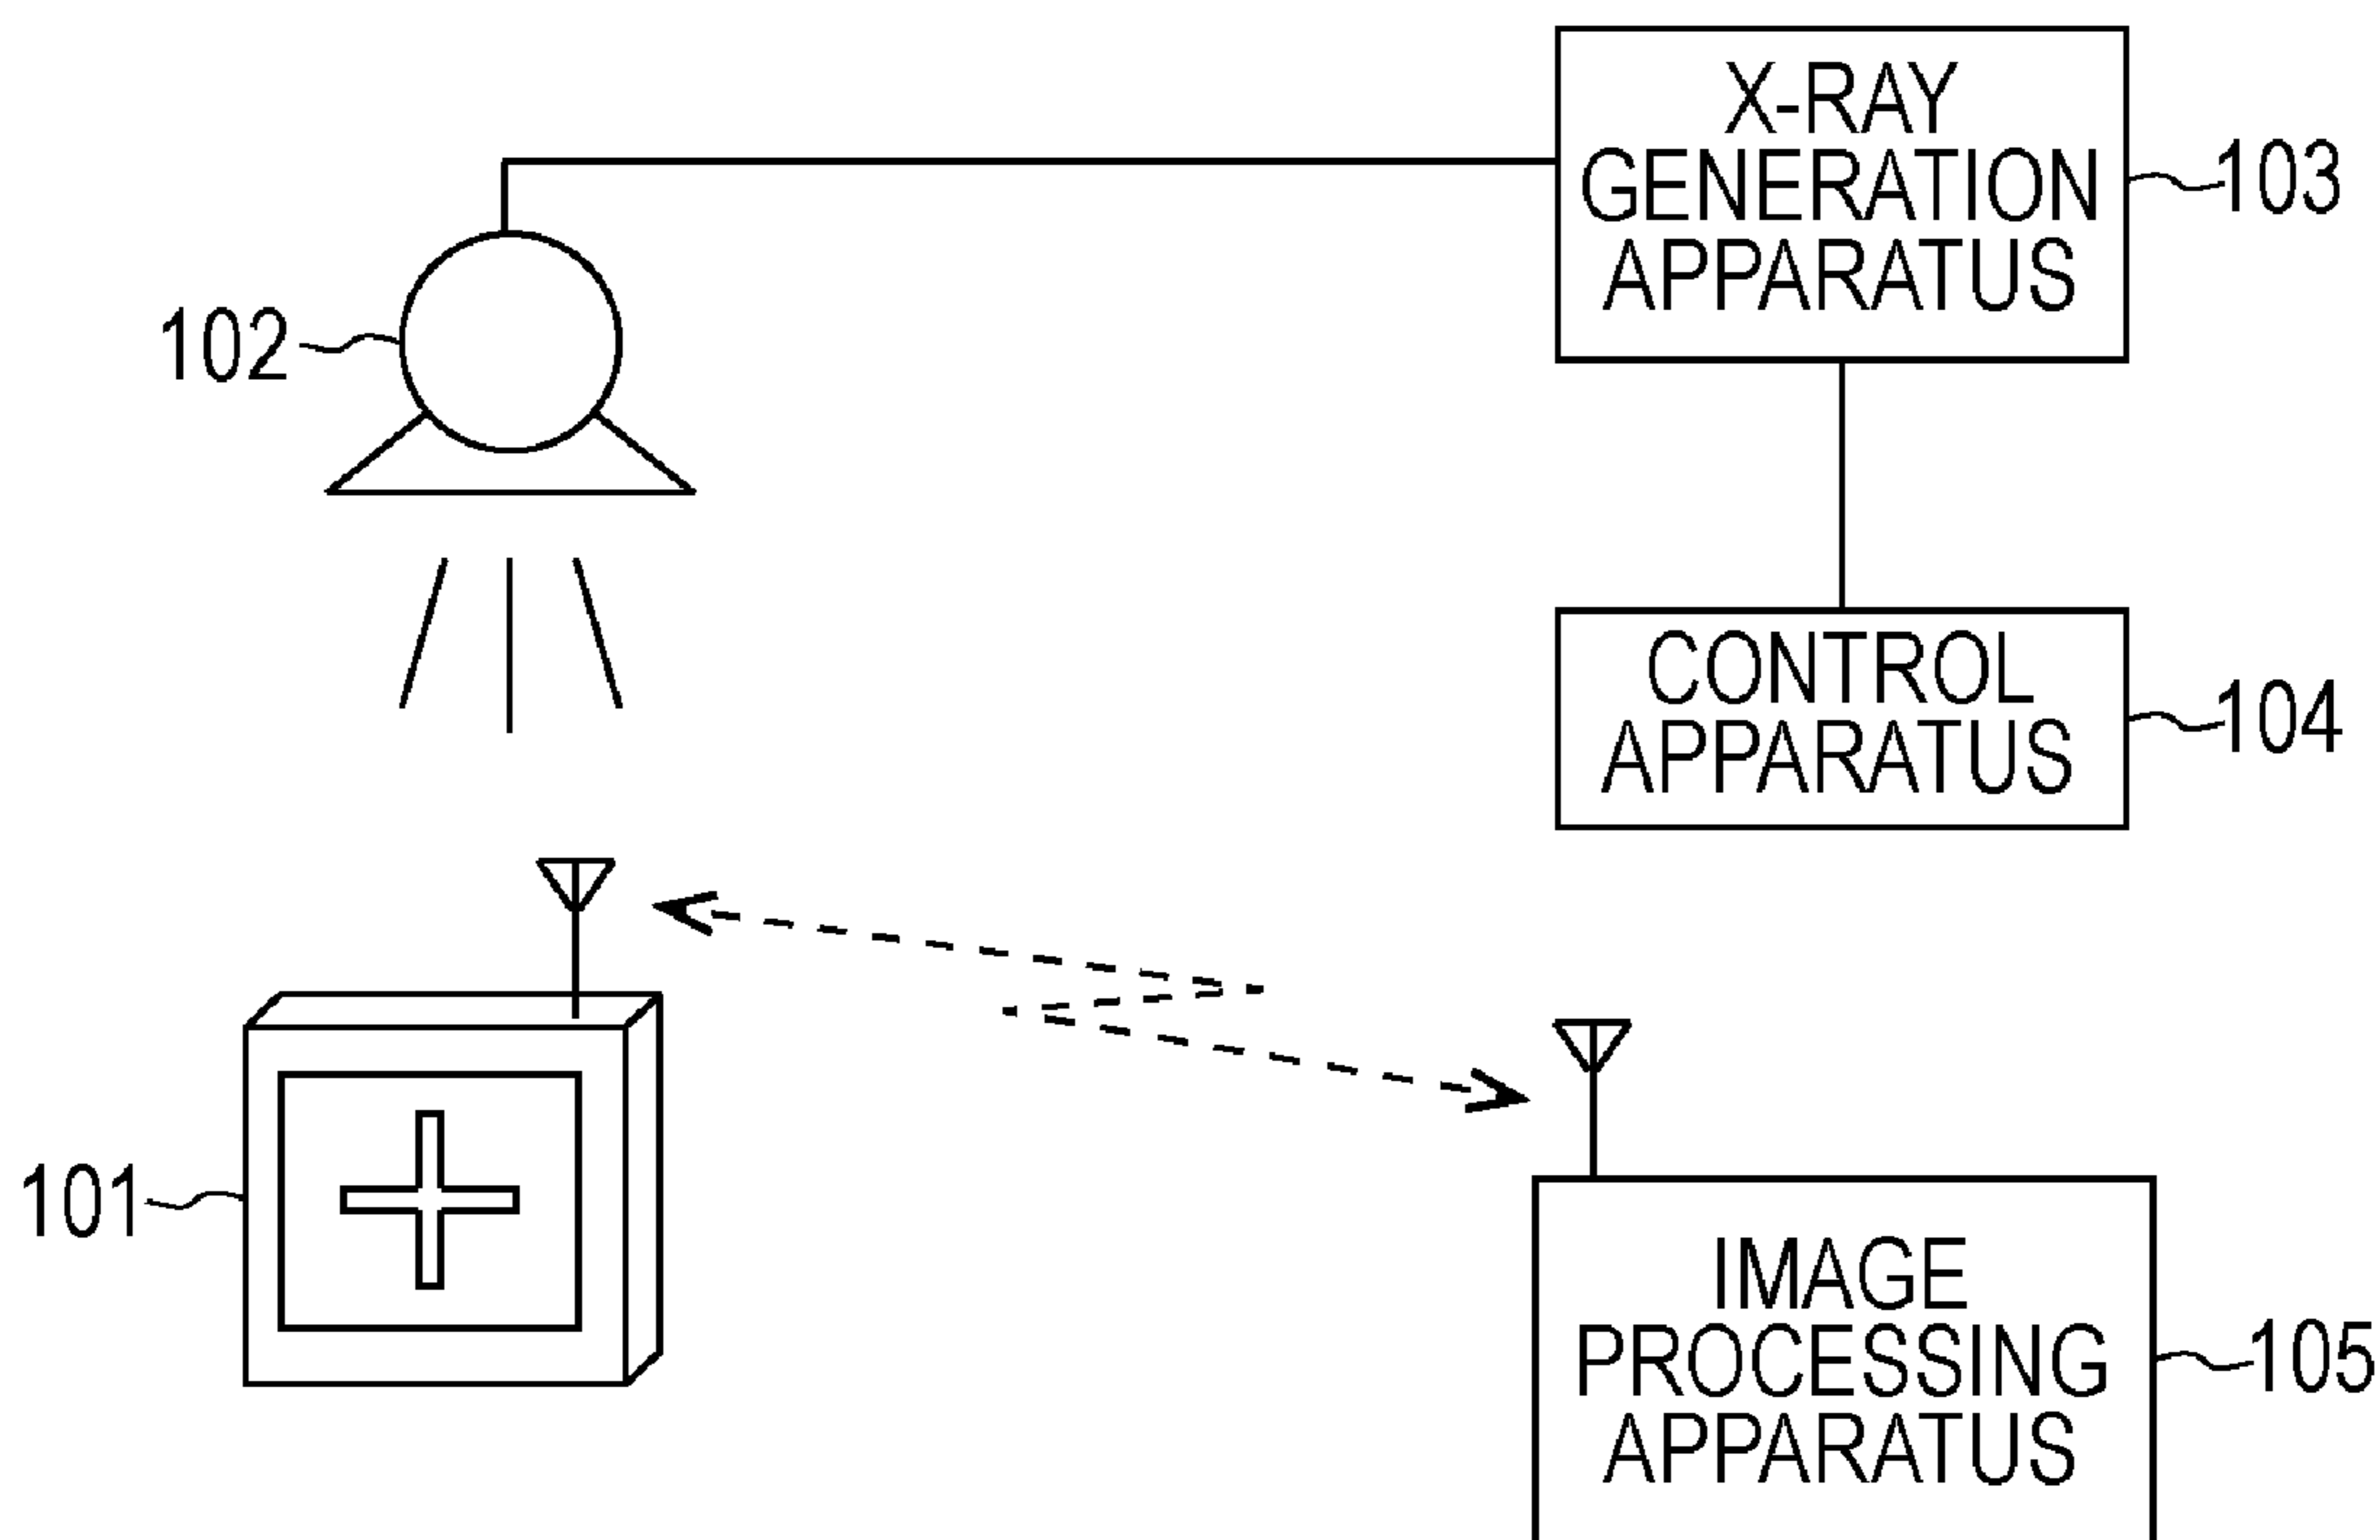 X-RAY
GENERATION
APPARATUS
103
102
CONTROL
APPARATUS
104
101
IMAGE
PROCESSING
APPARATUS
105